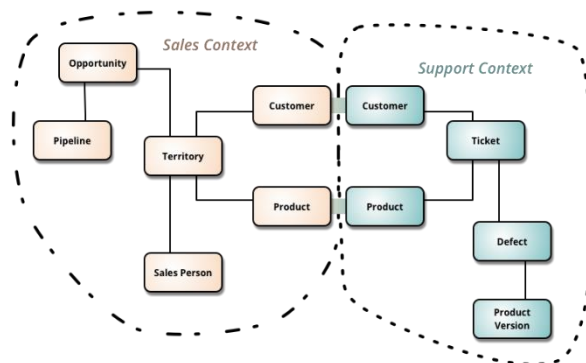 Sales Context
Support Context
Opportunity
Pipeline
Territory
Customer
Customer
Ticket
Product
Product
Sales Person
Defect
Product
Version